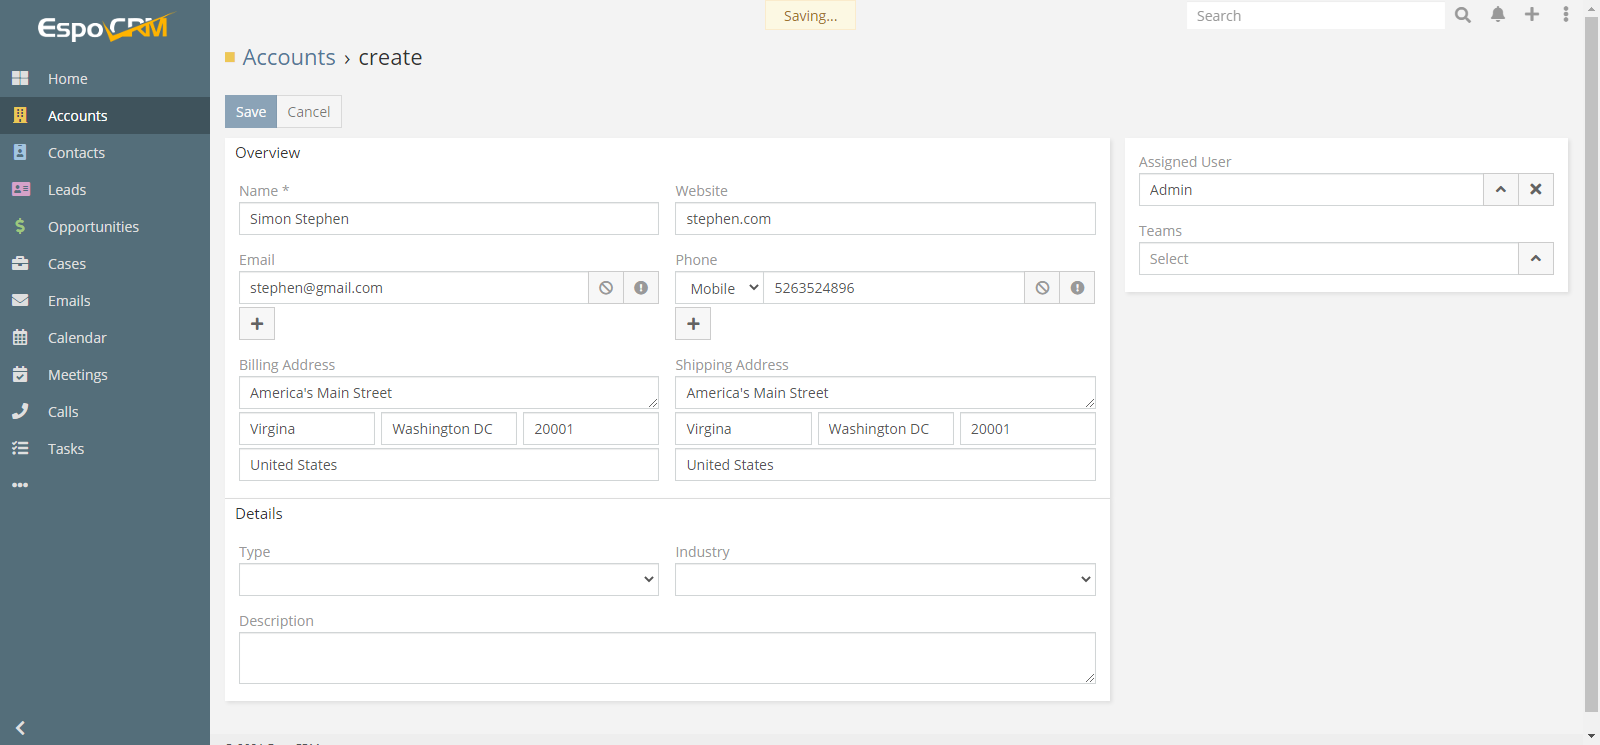 EspoCRM
Saving...
Search
Home
Accounts
Contacts
Leads
Opportunities
Cases
Emails
Calendar
Meetings
Calls
Tasks
Accounts › create
Save Cancel
Overview
Name * Website
Simon Stephen stephen.com
Email Phone
stephen@gmail.com Mobile 5263524896
Billing Address Shipping Address
America's Main Street America's Main Street
Virgina Washington DC 20001 Virgina Washington DC 20001
United States United States
Details
Type Industry
Description
Assigned User
Admin
Teams
Select